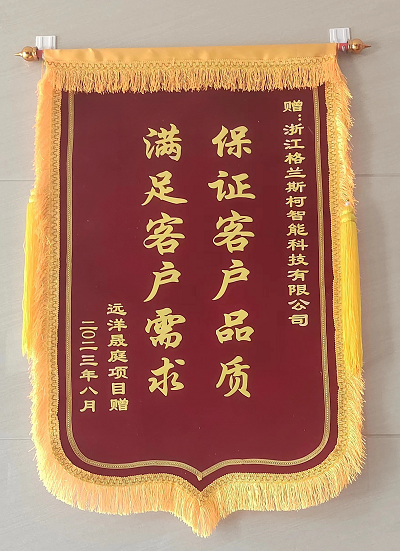 赠：浙江格兰斯柯智能科技有限公司
保证客户品质
满足客户需求
远洋晟庭项目赠
二〇二三年八月